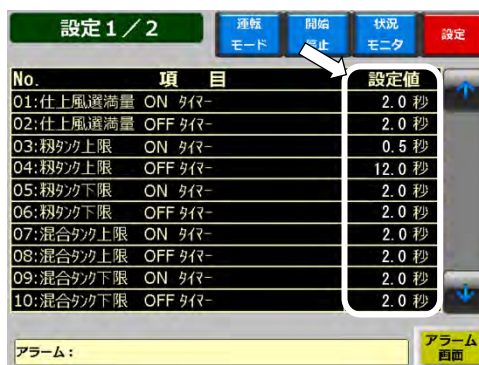 設定1/2
運転
モード
開始
停止
状況
モニタ
設定
No. 項 目 設定値
01:仕上風選満量 ON タイマー 2.0 秒
02:仕上風選満量 OFF タイマー 2.0 秒
03:籾タンク上限 ON タイマー 0.5 秒
04:籾タンク上限 OFF タイマー 12.0 秒
05:籾タンク下限 ON タイマー 2.0 秒
06:籾タンク下限 OFF タイマー 2.0 秒
07:混合タンク上限 ON タイマー 2.0 秒
08:混合タンク上限 OFF タイマー 2.0 秒
09:混合タンク下限 ON タイマー 2.0 秒
10:混合タンク下限 OFF タイマー 2.0 秒
アラーム:
アラーム
画面